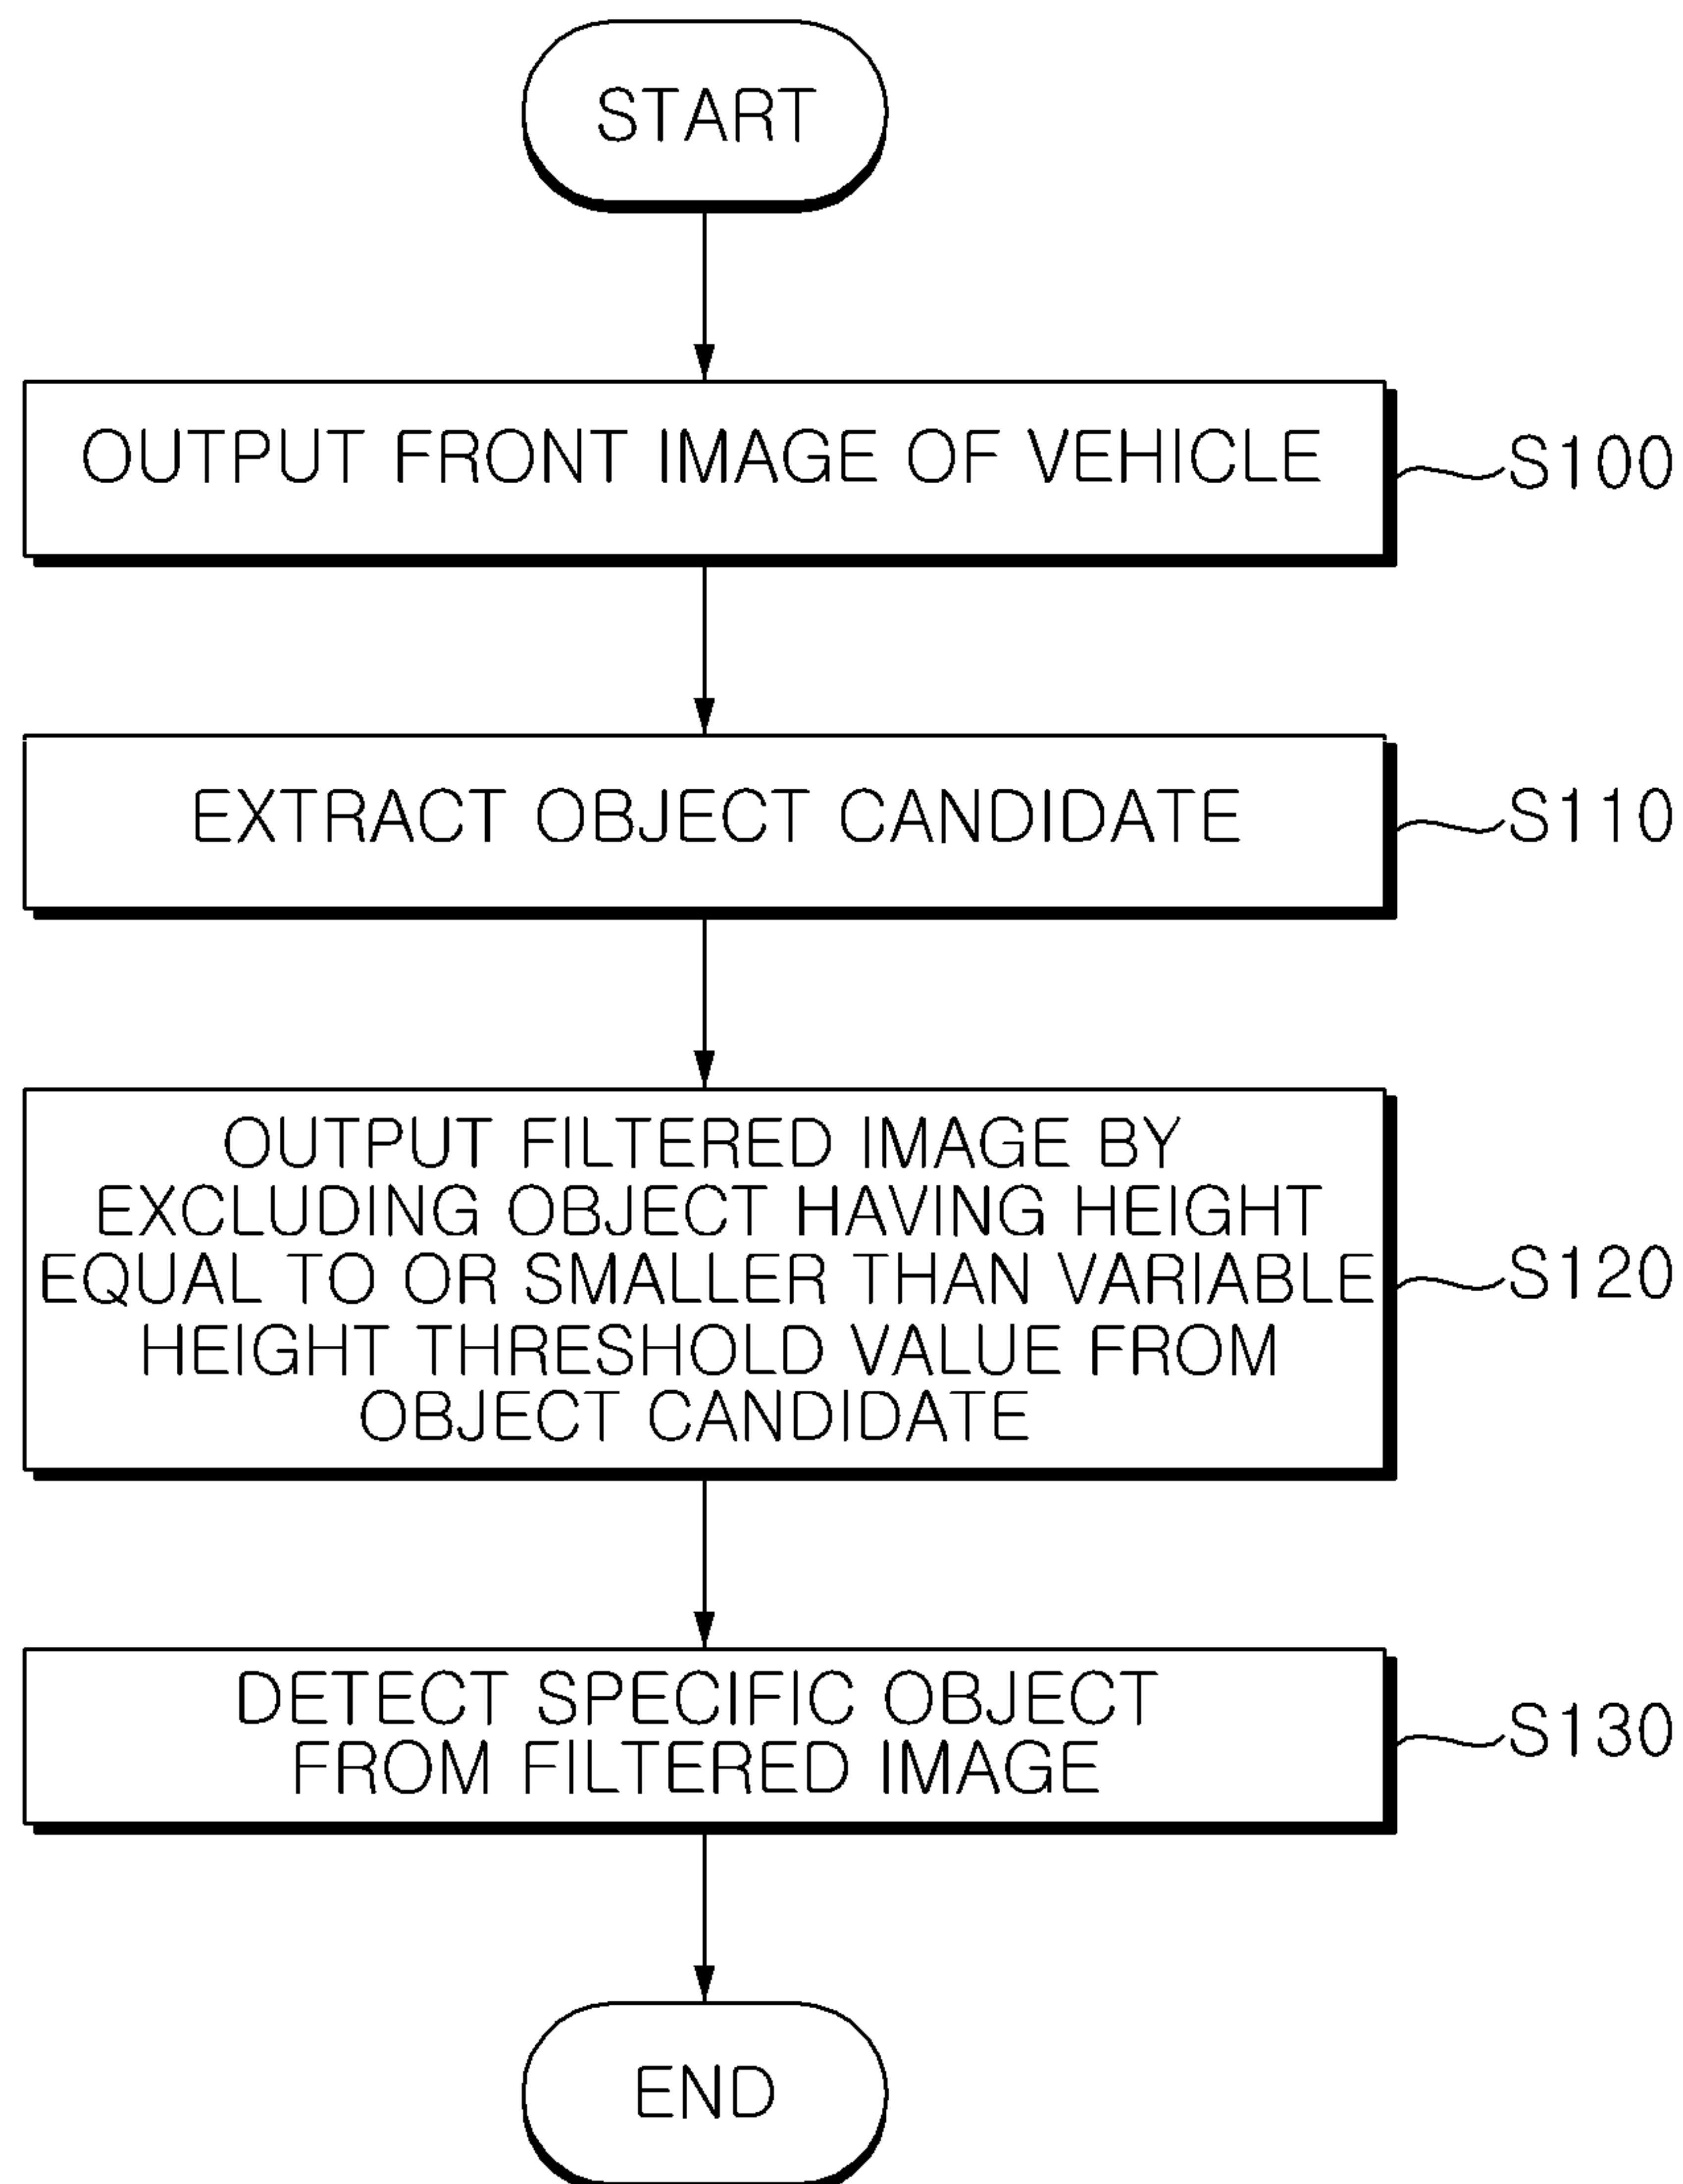 START
OUTPUT FRONT IMAGE OF VEHICLE
S100
EXTRACT OBJECT CANDIDATE
S110
OUTPUT FILTERED IMAGE BY
EXCLUDING OBJECT HAVING HEIGHT
EQUAL TO OR SMALLER THAN VARIABLE
HEIGHT THRESHOLD VALUE FROM
OBJECT CANDIDATE
S120
DETECT SPECIFIC OBJECT
FROM FILTERED IMAGE
S130
END